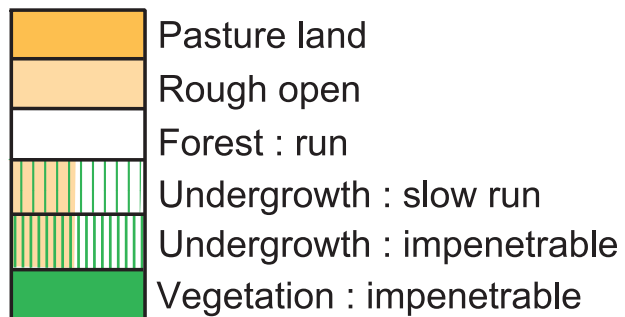 Pasture land
Rough open
Forest : run
Undergrowth : slow run
Undergrowth : impenetrable
Vegetation : impenetrable